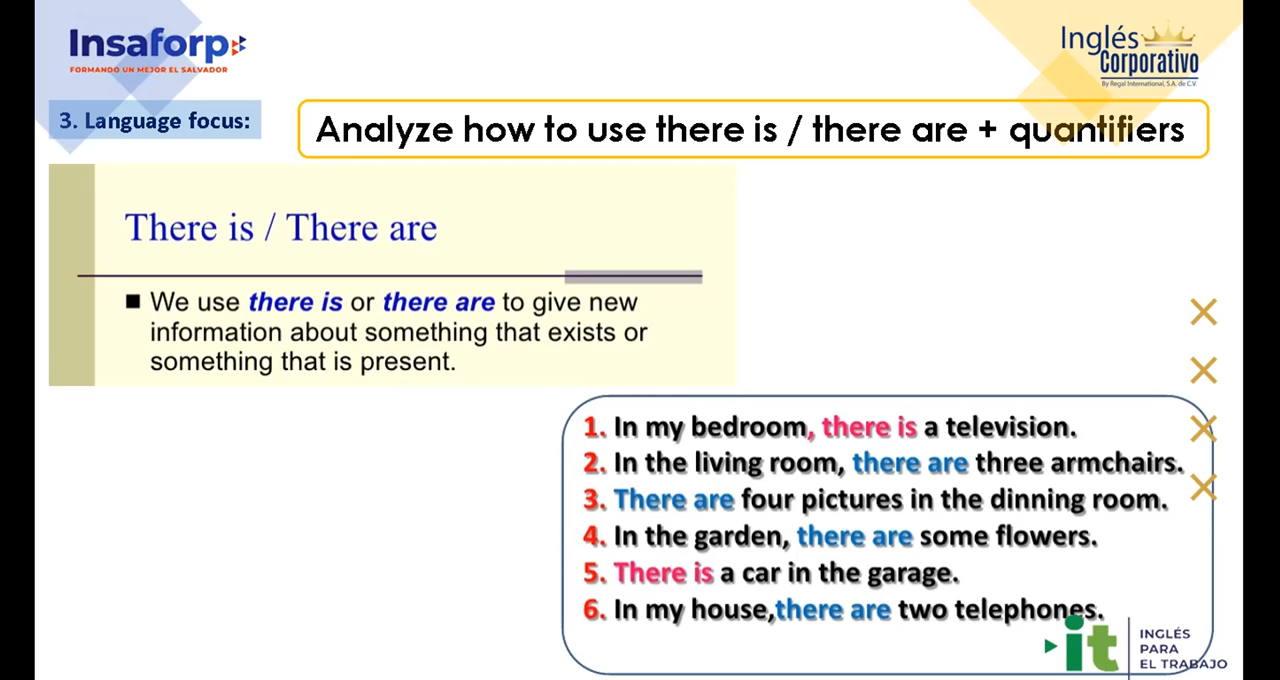 Insaforp
FORMANDO UN MEJOR EL SALVADOR
Inglés
Corporativo
By Regal International, S.A. de C.V.
3. Language focus:
Analyze how to use there is / there are + quantifiers
There is / There are
We use there is or there are to give new
information about something that exists or
something that is present.
1. In my bedroom, there is a television.
2. In the living room, there are three armchairs.
3. There are four pictures in the dinning room.
4. In the garden, there are some flowers.
5. There is a car in the garage.
6. In my house,there are two telephones.
it
INGLÉS
PARA
EL TRABAJO